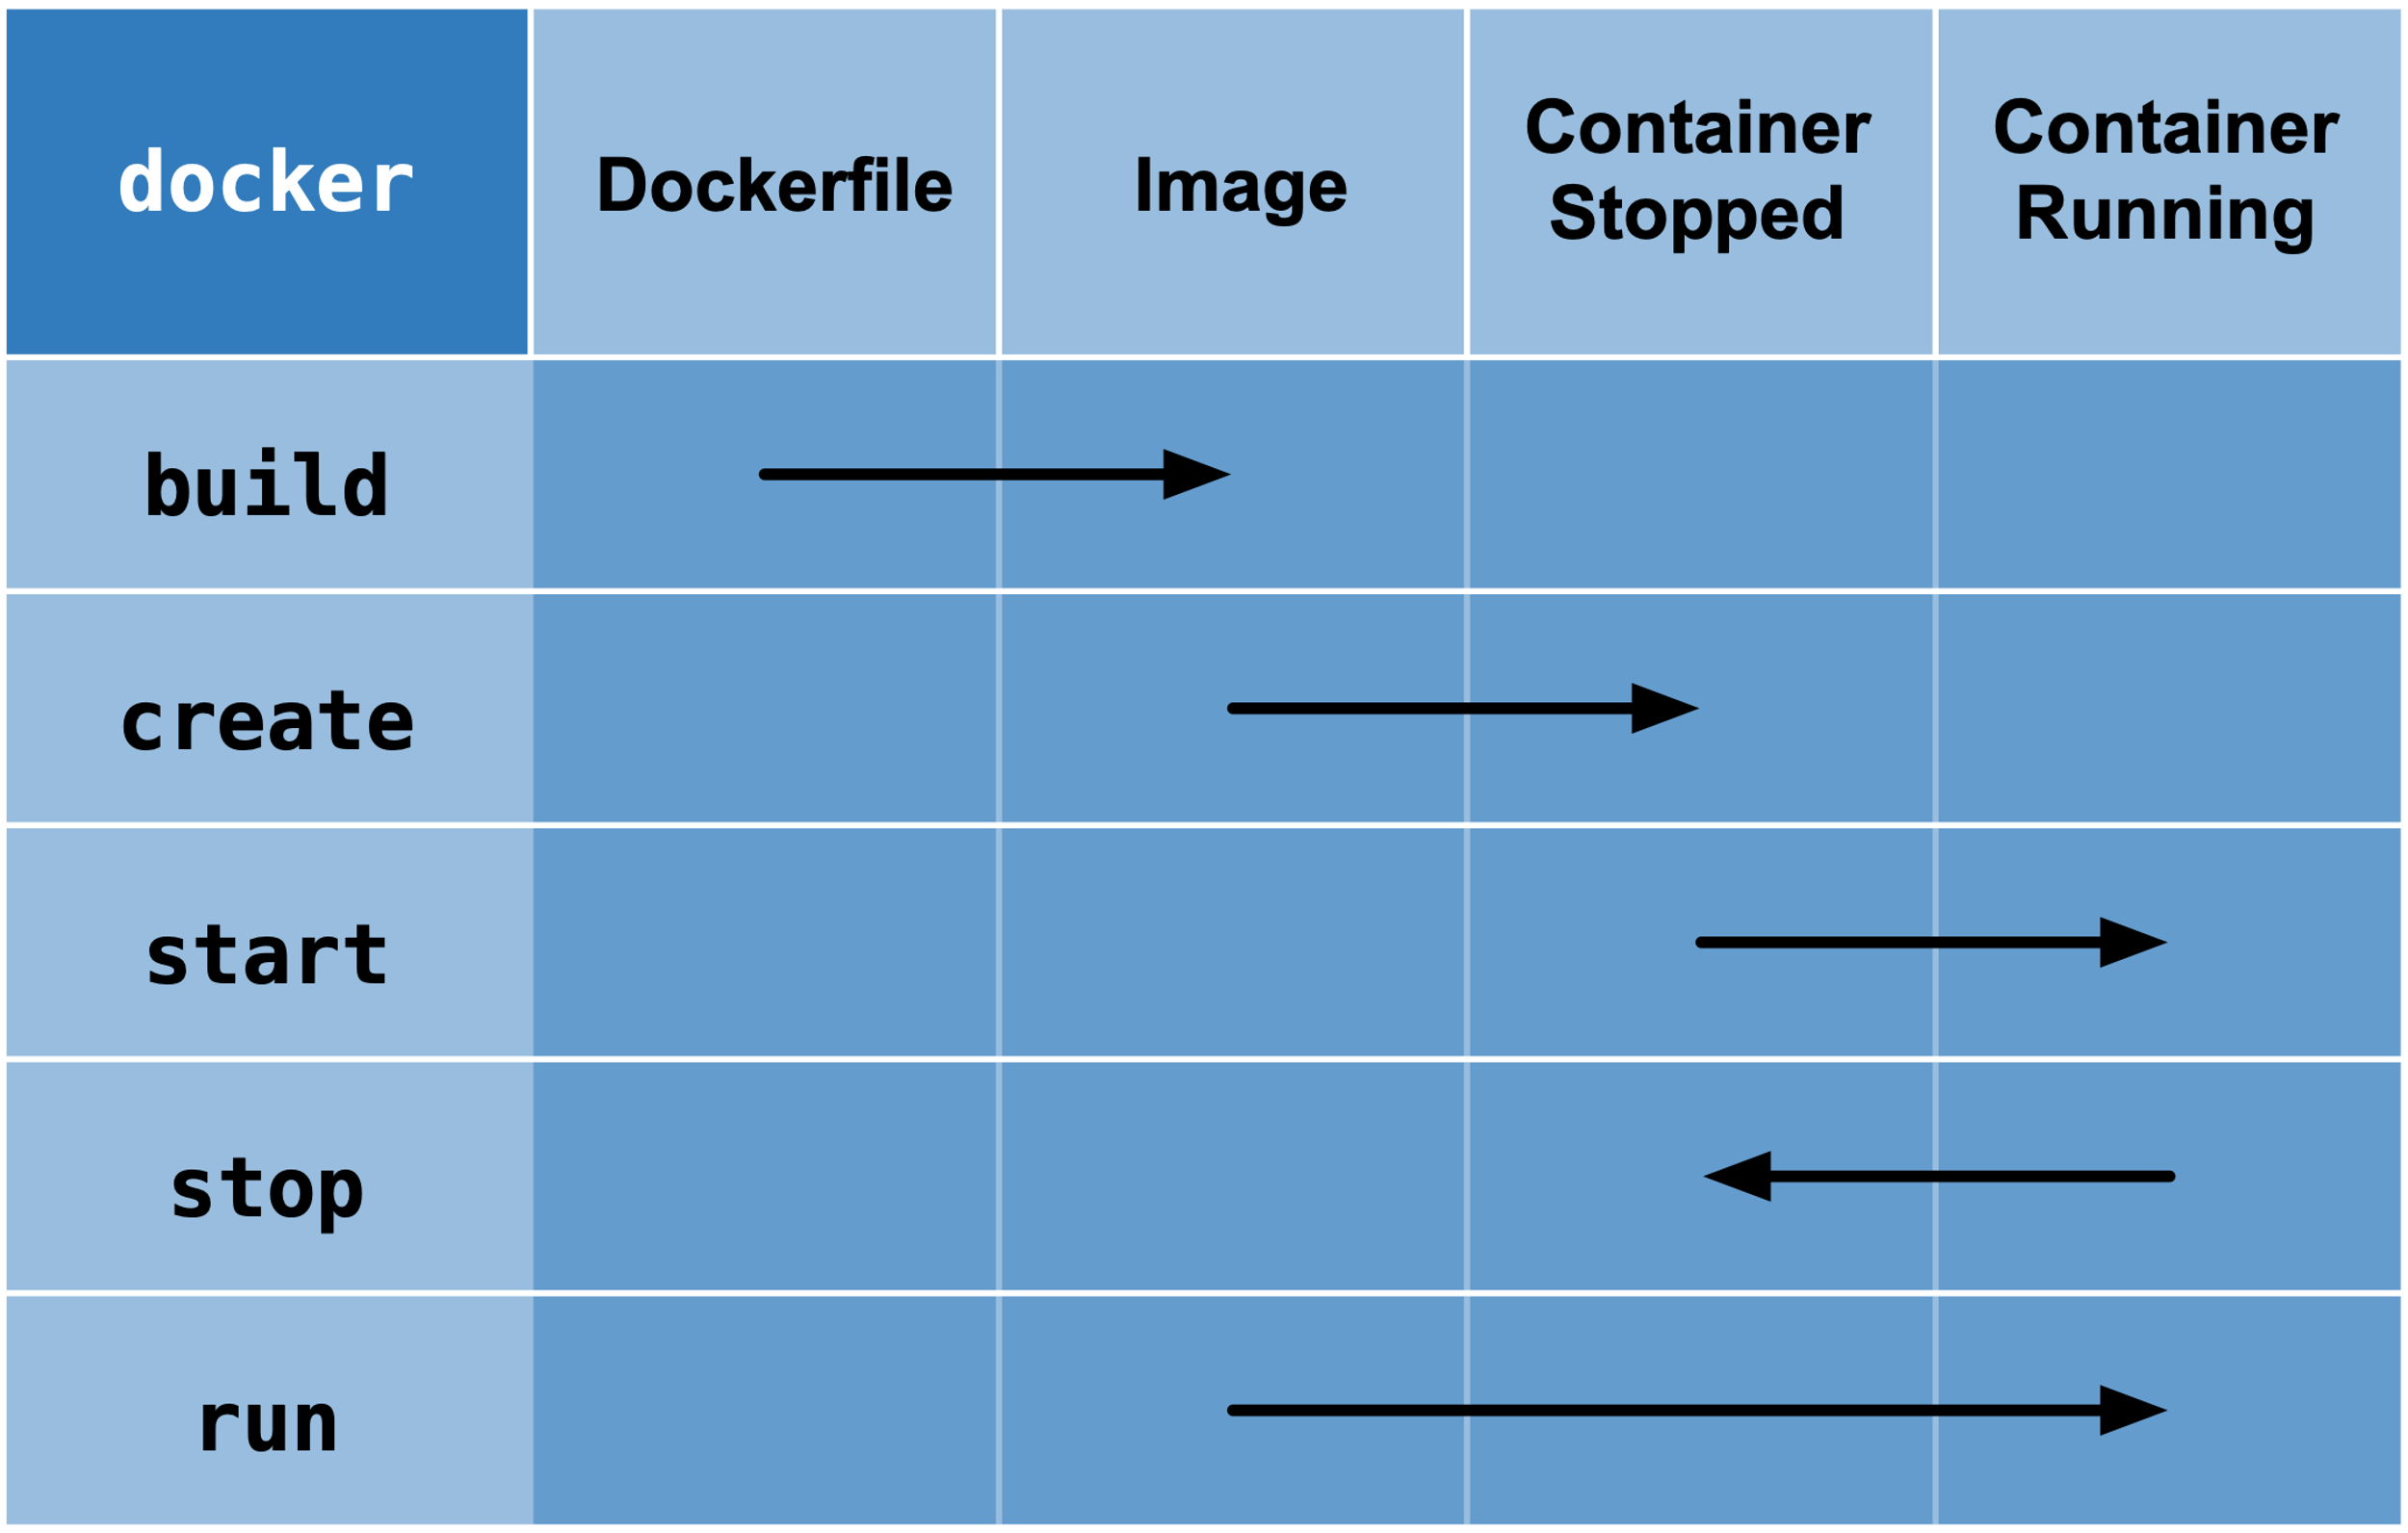 docker
Dockerfile
Image
Container
Stopped
Container
Running
build
create
start
stop
run